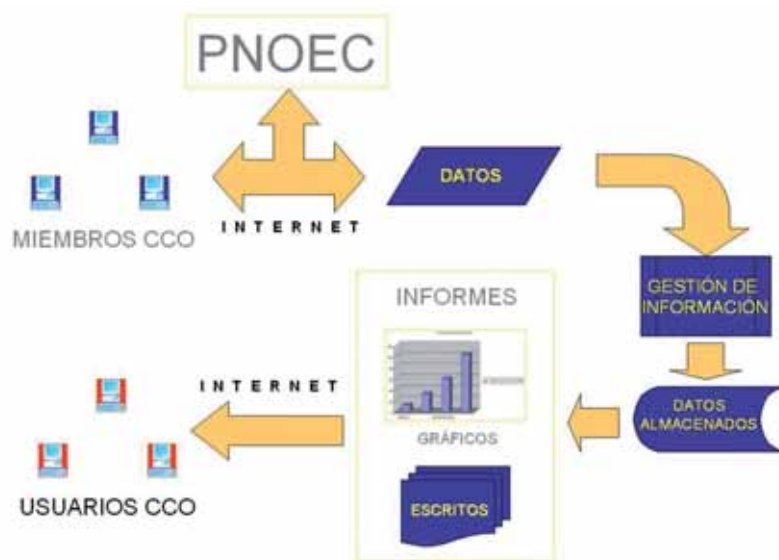 PNOEC
DATOS
INTERNET
MIEMBROS CCO
GESTIÓN DE
INFORMACIÓN
INFORMES
INTERNET
GRÁFICOS
DATOS
ALMACENADOS
ESCRITOS
USUARIOS CCO